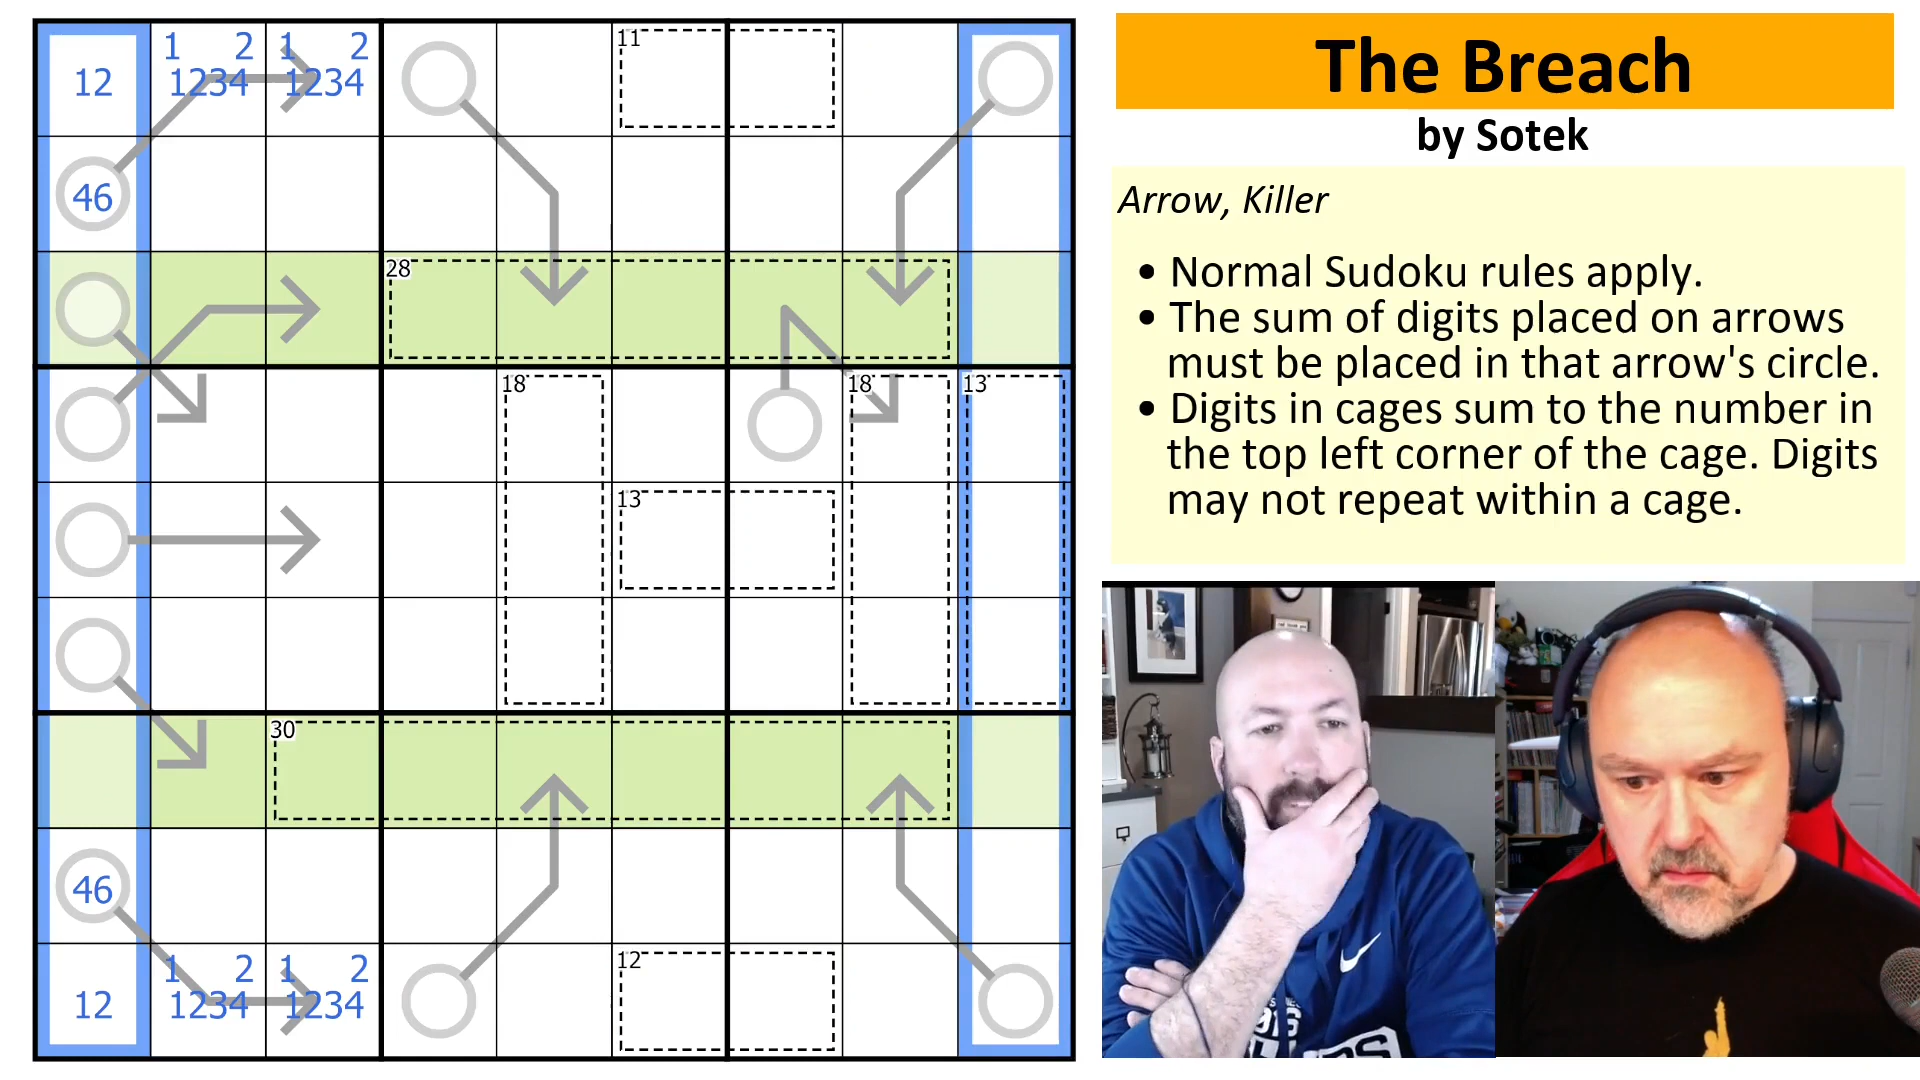 The Breach
by Sotek
Arrow, Killer
• Normal Sudoku rules apply.
• The sum of digits placed on arrows
must be placed in that arrow's circle.
• Digits in cages sum to the number in
the top left corner of the cage. Digits
may not repeat within a cage.
1 2 1 2 11
12 1234 1234
46
28
18 18 13
13
30
46
1 2 1 2 12
12 1234 1234